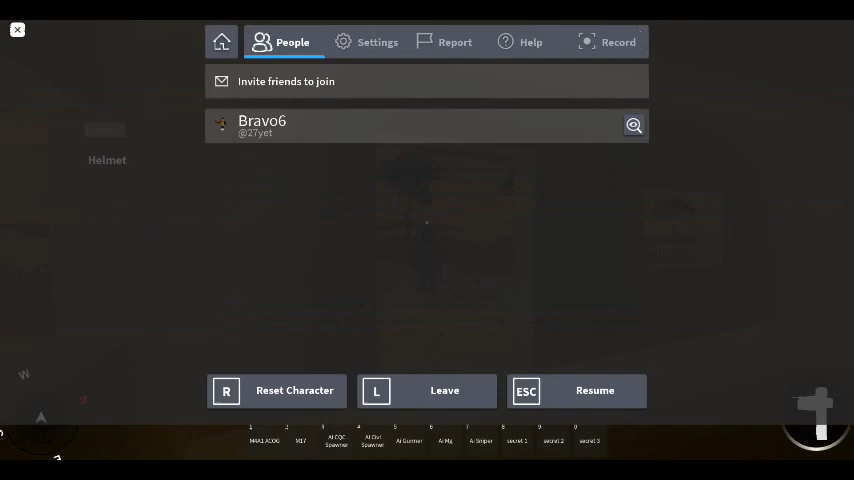 People
Settings
Report
Help
Record
Invite friends to join
Bravo6
@27yet
Helmet
R
Reset Character
L
Leave
ESC
Resume
W
1
M4A1 ACOG
2
M17
3
AI CQC
Spawner
4
AI Civi
Spawner
5
Ai Gunner
6
Ai Mg
7
Ai Sniper
8
secret 1
9
secret 2
0
secret 3